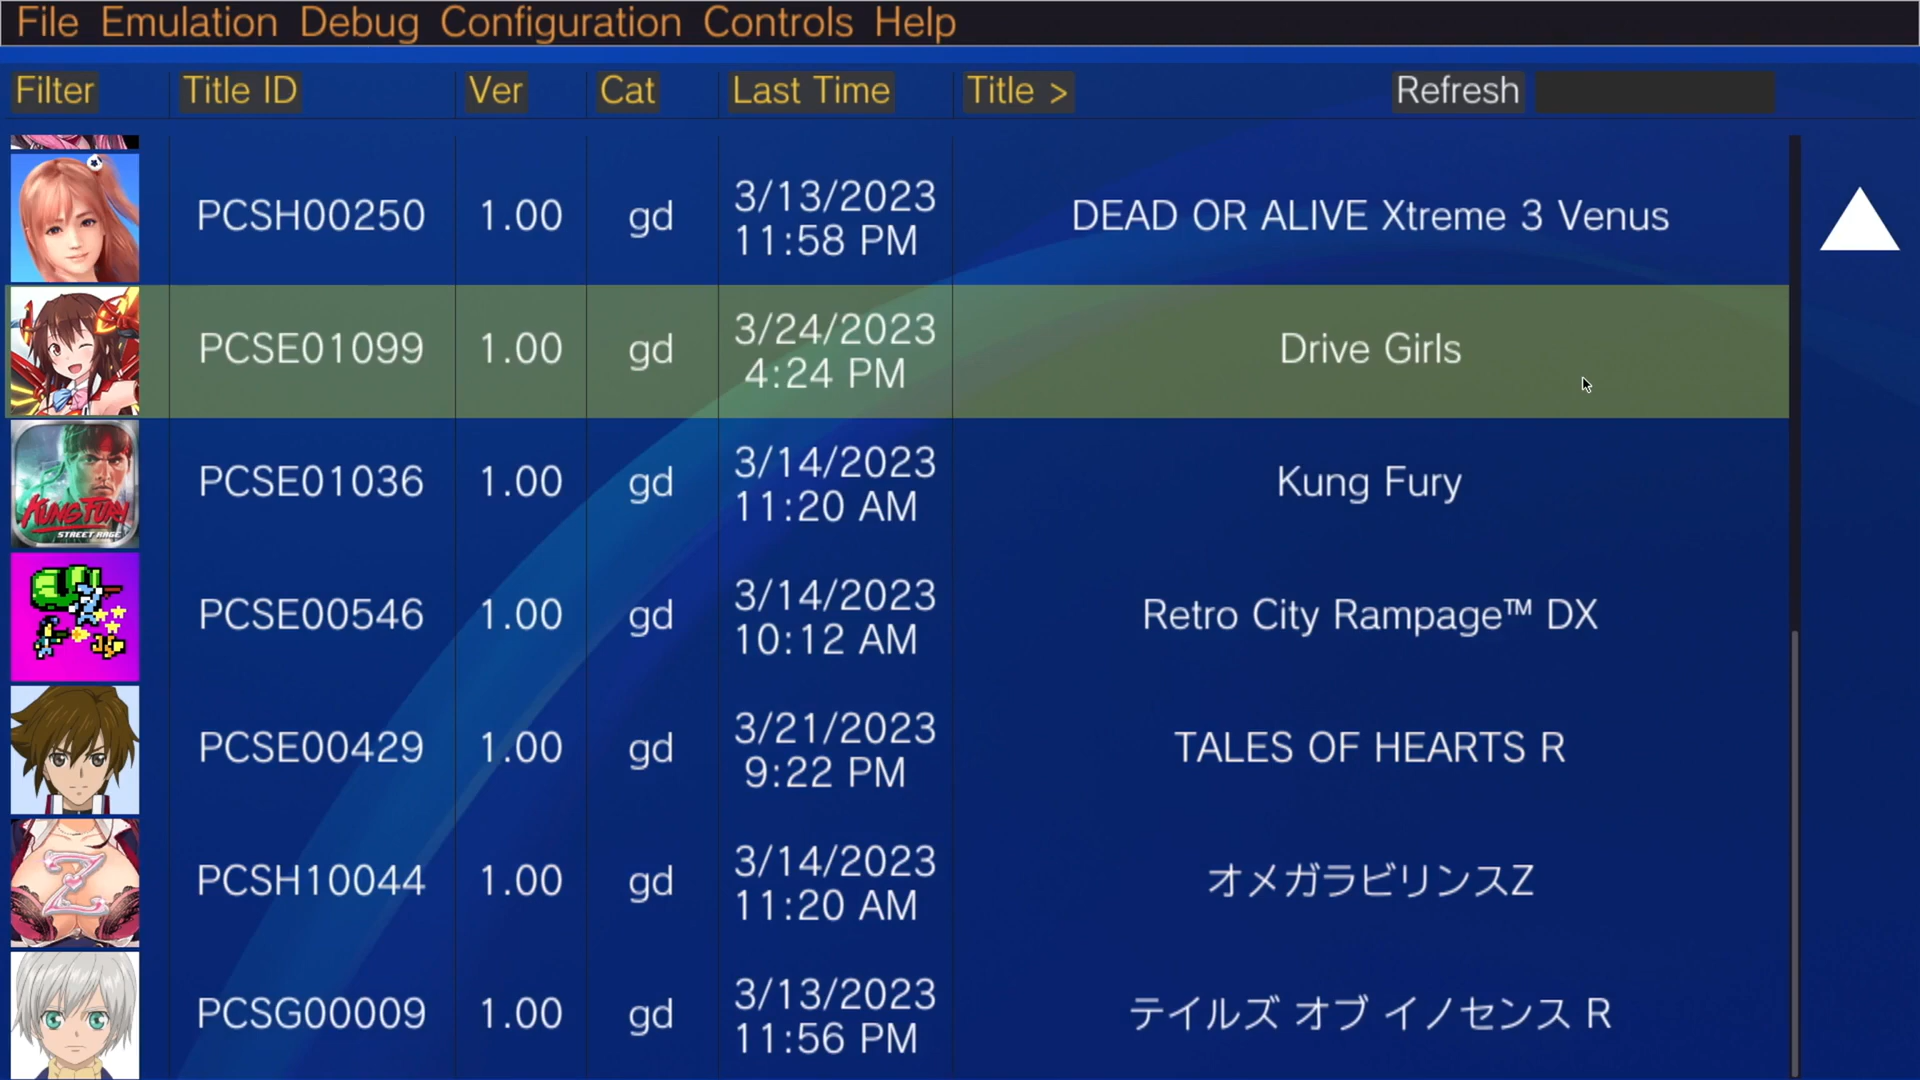 File Emulation Debug Configuration Controls Help
Filter Title ID Ver Cat Last Time Title > Refresh
PCSH00250 1.00 gd 3/13/2023 11:58 PM DEAD OR ALIVE Xtreme 3 Venus
PCSE01099 1.00 gd 3/24/2023 4:24 PM Drive Girls
KUNG FURY
STREET RAGE
PCSE01036 1.00 gd 3/14/2023 11:20 AM Kung Fury
PCSE00546 1.00 gd 3/14/2023 10:12 AM Retro City Rampage™ DX
PCSE00429 1.00 gd 3/21/2023 9:22 PM TALES OF HEARTS R
Z
PCSH10044 1.00 gd 3/14/2023 11:20 AM オメガラビリンスZ
PCSG00009 1.00 gd 3/13/2023 11:56 PM テイルズ オブ イノセンス R